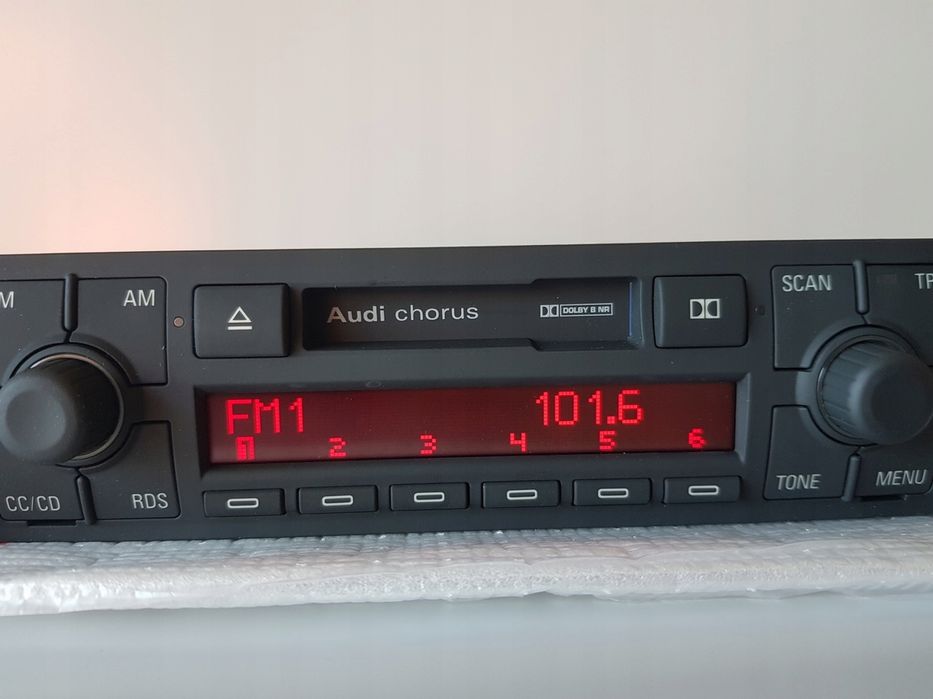 M
AM
Audi chorus
DOLBY B NR
SCAN
TP
FM1 101.6
1 2 3 4 5 6
CC/CD
RDS
TONE
MENU